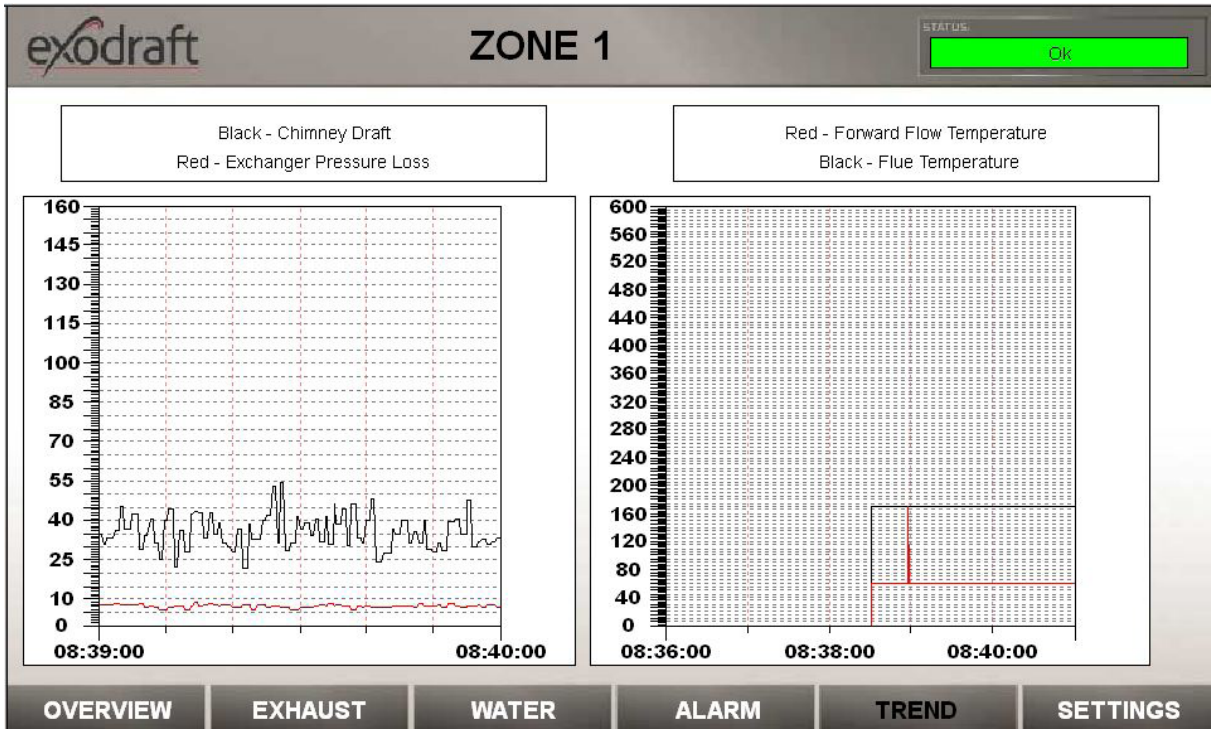 exodraft
ZONE 1
STATUS:
Ok
Black - Chimney Draft
Red - Exchanger Pressure Loss
Red - Forward Flow Temperature
Black - Flue Temperature
160
145
130
115
100
85
70
55
40
25
10
0
08:39:00 08:40:00
600
560
520
480
440
400
360
320
280
240
200
160
120
80
40
0
08:36:00 08:38:00 08:40:00
OVERVIEW EXHAUST WATER ALARM TREND SETTINGS